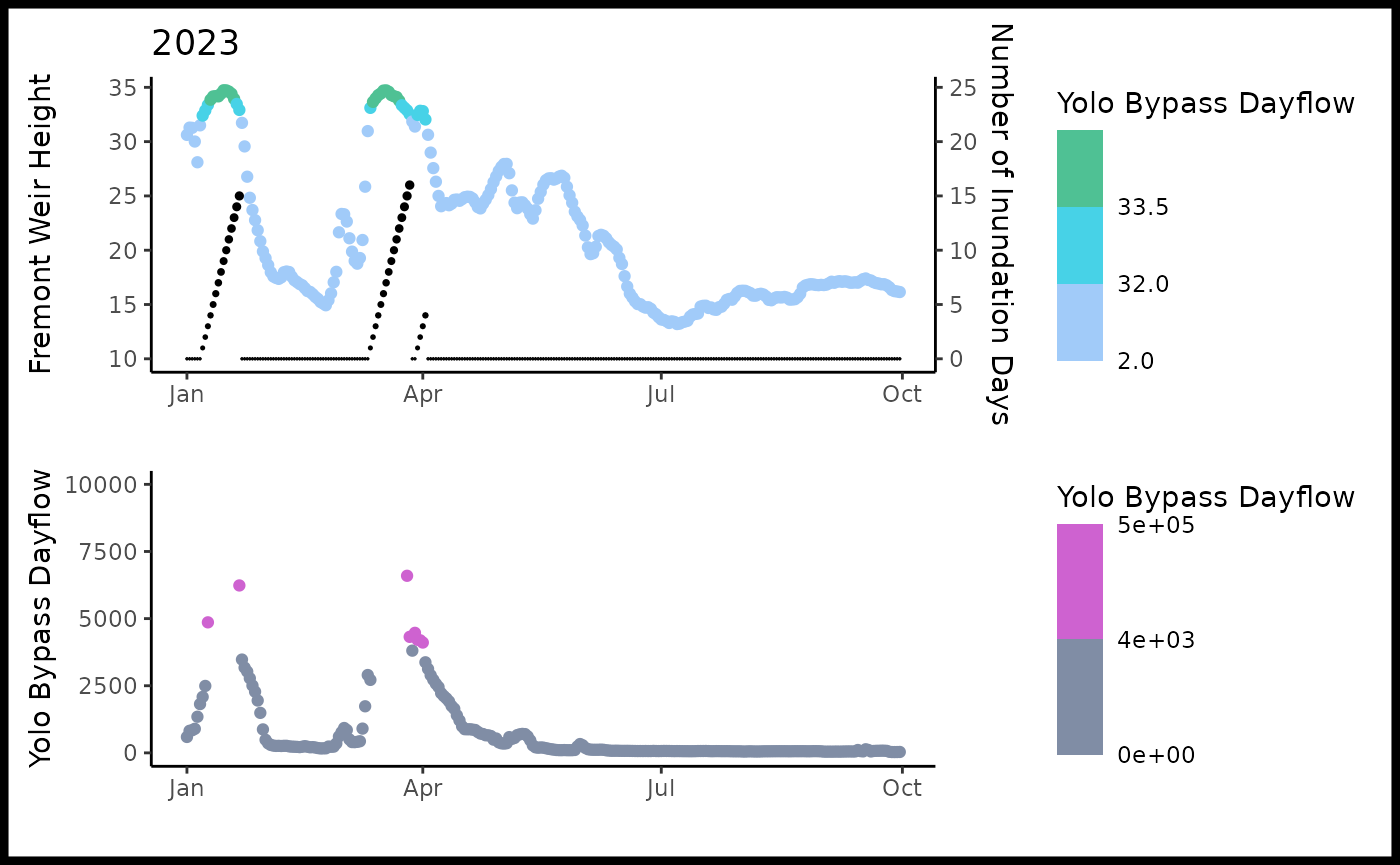 2023
Fremont Weir Height
35
30
25
20
15
10
25
20
15
10
5
0
Number of Inundation Days
Jan
Apr
Jul
Oct
Yolo Bypass Dayflow
33.5
32.0
2.0
Yolo Bypass Dayflow
10000
7500
5000
2500
0
Jan
Apr
Jul
Oct
Yolo Bypass Dayflow
5e+05
4e+03
0e+00